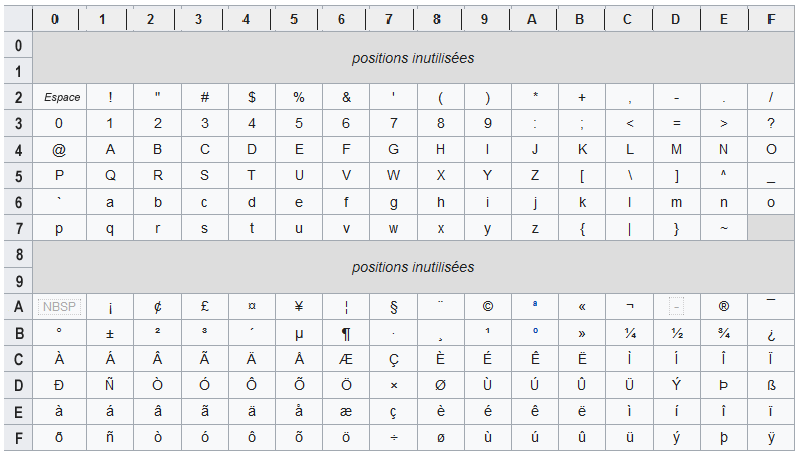 0 1 2 3 4 5 6 7 8 9 A B C D E F
0
positions inutilisées
1
2 Espace ! " # $ % & ' ( ) * + , - . /
3 0 1 2 3 4 5 6 7 8 9 : ; < = > ?
4 @ A B C D E F G H I J K L M N O
5 P Q R S T U V W X Y Z [ \ ] ^ _
6 ` a b c d e f g h i j k l m n o
7 p q r s t u v w x y z { | } ~
8
positions inutilisées
9
A NBSP ¡ ¢ £ ¤ ¥ ¦ § ¨ © ª « ¬ - ® ¯
B ° ± ² ³ ´ µ ¶ · ¸ ¹ º » ¼ ½ ¾ ¿
C À Á Â Ã Ä Å Æ Ç È É Ê Ë Ì Í Î Ï
D Ð Ñ Ò Ó Ô Õ Ö × Ø Ù Ú Û Ü Ý Þ ß
E à á â ã ä å æ ç è é ê ë ì í î ï
F ð ñ ò ó ô õ ö ÷ ø ù ú û ü ý þ ÿ